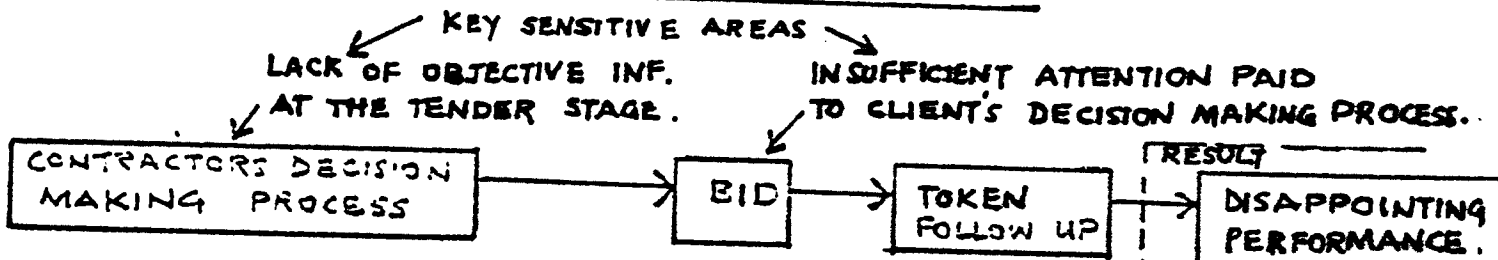 KEY SENSITIVE AREAS
LACK OF OBJECTIVE INF.
AT THE TENDER STAGE.
INSUFFICIENT ATTENTION PAID
TO CLIENT'S DECISION MAKING PROCESS.
CONTRACTORS DECISION
MAKING PROCESS
BID
TOKEN
FOLLOW UP
RESULT
DISAPPOINTING
PERFORMANCE.